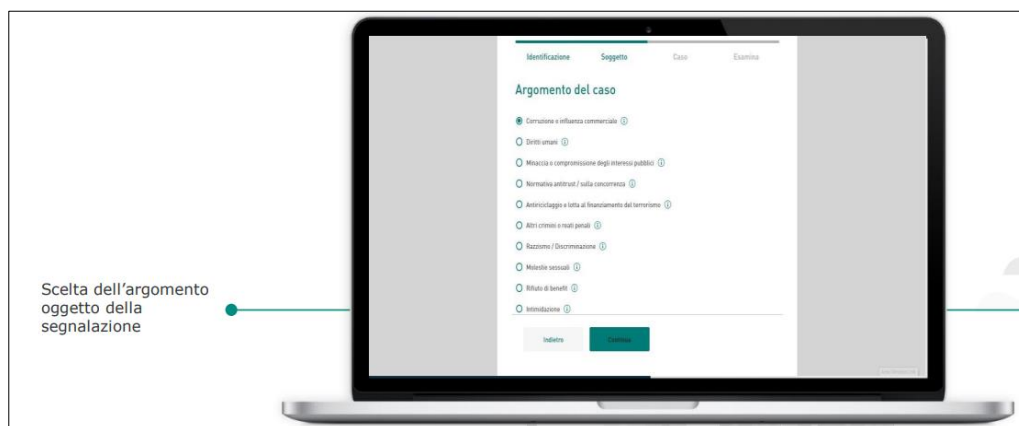 Identificazione Soggetto Caso Esamina
Argomento del caso
Corruzione o influenza commerciale
Diritti umani
Minaccia o compromissione degli interessi pubblici
Normativa antitrust / sulla concorrenza
Antiriciclaggio e lotta al finanziamento del terrorismo
Altri crimini o reati penali
Razzismo / Discriminazione
Molestie sessuali
Rifiuto di benefit
Intimidazione
Indietro Continua
Scelta dell'argomento
oggetto della
segnalazione